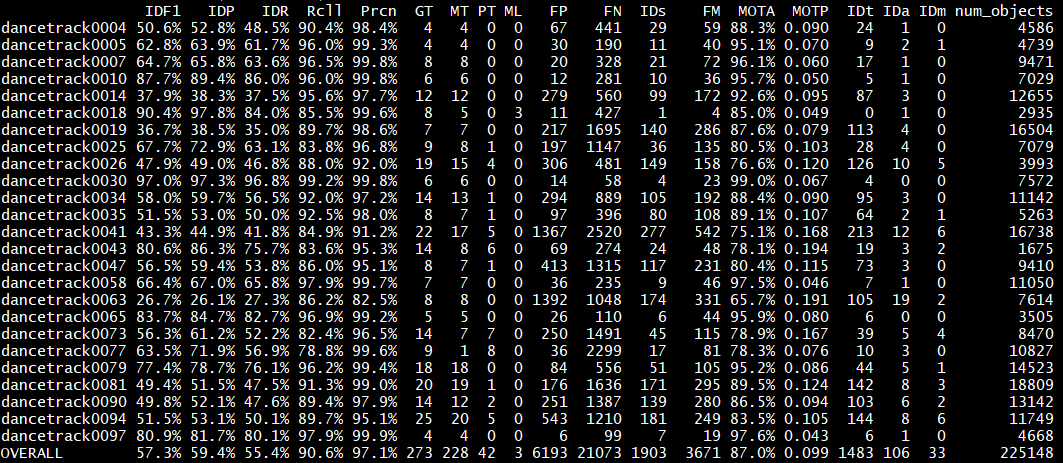 IDF1 IDP IDR Rcll Prcn GT MT PT ML FP FN IDs FM MOTA MOTP IDt IDa IDm num_objects
dancetrack0004 50.6% 52.8% 48.5% 90.4% 98.4% 4 4 0 0 67 441 29 59 88.3% 0.090 24 1 0 4586
dancetrack0005 62.8% 63.9% 61.7% 96.0% 99.3% 4 4 0 0 30 190 11 40 95.1% 0.070 9 2 1 4739
dancetrack0007 64.7% 65.8% 63.6% 96.5% 99.8% 8 8 0 0 20 328 21 72 96.1% 0.060 17 1 0 9471
dancetrack0010 87.7% 89.4% 86.0% 96.0% 99.8% 6 6 0 0 12 281 10 36 95.7% 0.050 5 1 0 7029
dancetrack0014 37.9% 38.3% 37.5% 95.6% 97.7% 12 12 0 0 279 560 99 172 92.6% 0.095 87 3 0 12655
dancetrack0018 90.4% 97.8% 84.0% 85.5% 99.6% 8 5 0 3 11 427 1 4 85.0% 0.049 0 1 0 2935
dancetrack0019 36.7% 38.5% 35.0% 89.7% 98.6% 7 7 0 0 217 1695 140 286 87.6% 0.079 113 4 0 16504
dancetrack0025 67.7% 72.9% 63.1% 83.8% 96.8% 9 8 1 0 197 1147 36 135 80.5% 0.103 28 4 0 7079
dancetrack0026 47.9% 49.0% 46.8% 88.0% 92.0% 19 15 4 0 306 481 149 158 76.6% 0.120 126 10 5 3993
dancetrack0030 97.0% 97.3% 96.8% 99.2% 99.8% 6 6 0 0 14 58 4 23 99.0% 0.067 4 0 0 7572
dancetrack0034 58.0% 59.7% 56.5% 92.0% 97.2% 14 13 1 0 294 889 105 192 88.4% 0.090 95 3 0 11142
dancetrack0035 51.5% 53.0% 50.0% 92.5% 98.0% 8 7 1 0 97 396 80 108 89.1% 0.107 64 2 1 5263
dancetrack0041 43.3% 44.9% 41.8% 84.9% 91.2% 22 17 5 0 1367 2520 277 542 75.1% 0.168 213 12 6 16738
dancetrack0043 80.6% 86.3% 75.7% 83.6% 95.3% 14 8 6 0 69 274 24 48 78.1% 0.194 19 3 2 1675
dancetrack0047 56.5% 59.4% 53.8% 86.0% 95.1% 8 7 1 0 413 1315 117 231 80.4% 0.115 73 3 0 9410
dancetrack0058 66.4% 67.0% 65.8% 97.9% 99.7% 7 7 0 0 36 235 9 46 97.5% 0.046 7 1 0 11050
dancetrack0063 26.7% 26.1% 27.3% 86.2% 82.5% 8 8 0 0 1392 1048 174 331 65.7% 0.191 105 19 2 7614
dancetrack0065 83.7% 84.7% 82.7% 96.9% 99.2% 5 5 0 0 26 110 6 44 95.9% 0.080 6 0 0 3505
dancetrack0073 56.3% 61.2% 52.2% 82.4% 96.5% 14 7 7 0 250 1491 45 115 78.9% 0.167 39 5 4 8470
dancetrack0077 63.5% 71.9% 56.9% 78.8% 99.6% 9 1 8 0 36 2299 17 81 78.3% 0.076 10 3 0 10827
dancetrack0079 77.4% 78.7% 76.1% 96.2% 99.4% 18 18 0 0 84 556 51 105 95.2% 0.086 44 5 1 14523
dancetrack0081 49.4% 51.5% 47.5% 91.3% 99.0% 20 19 1 0 176 1636 171 295 89.5% 0.124 142 8 3 18809
dancetrack0090 49.8% 52.1% 47.6% 89.4% 97.9% 14 12 2 0 251 1387 139 280 86.5% 0.094 103 6 2 13142
dancetrack0094 51.5% 53.1% 50.1% 89.7% 95.1% 25 20 5 0 543 1210 181 249 83.5% 0.105 144 8 6 11749
dancetrack0097 80.9% 81.7% 80.1% 97.9% 99.9% 4 4 0 0 6 99 7 19 97.6% 0.043 6 1 0 4668
OVERALL 57.3% 59.4% 55.4% 90.6% 97.1% 273 228 42 3 6193 21073 1903 3671 87.0% 0.099 1483 106 33 225148